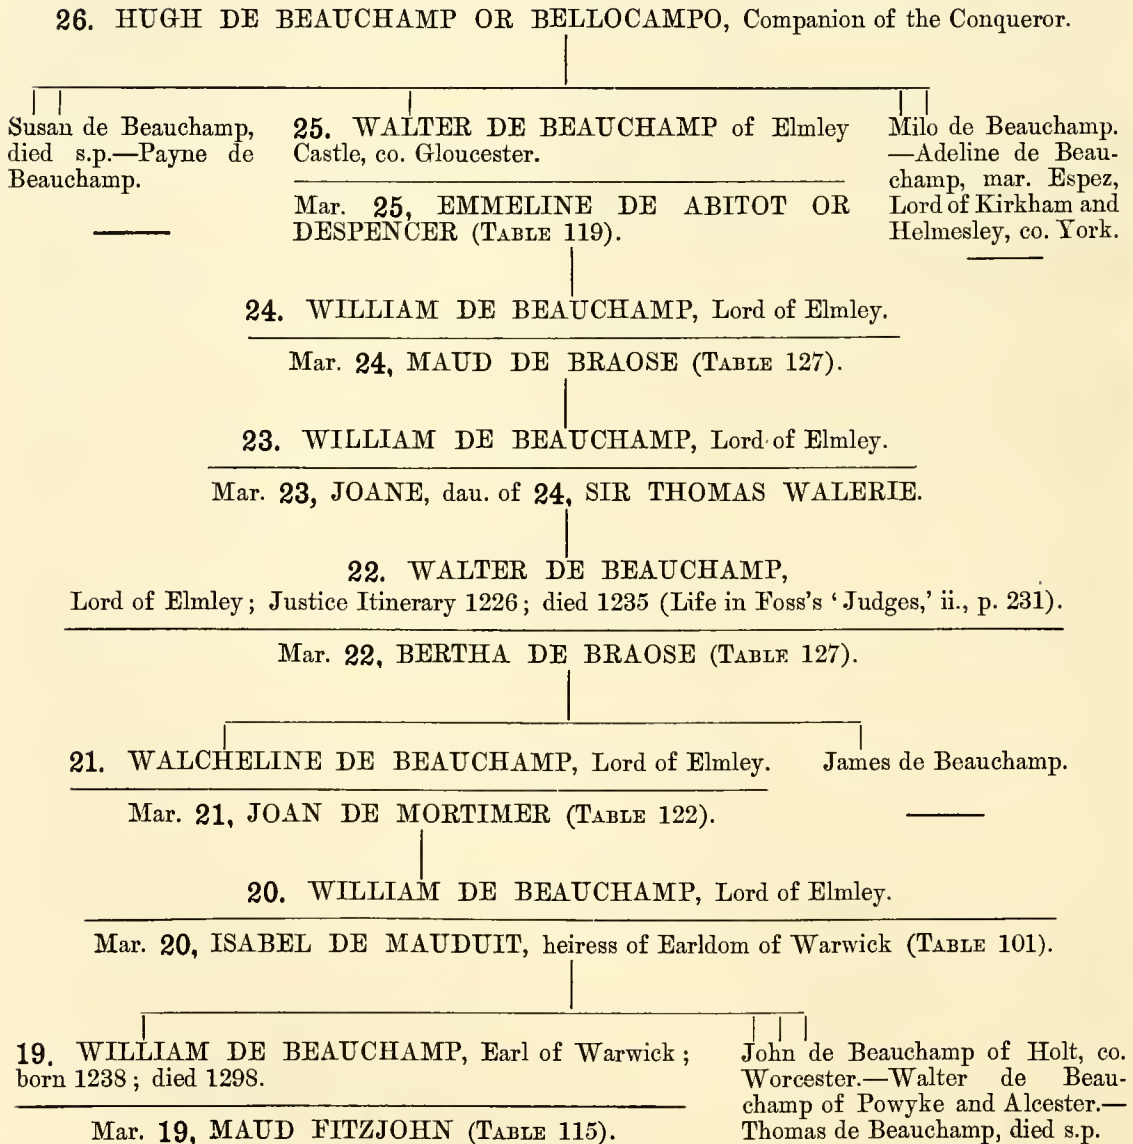 26. HUGH DE BEAUCHAMP OR BELLOCAMPO, Companion of the Conqueror.
Susan de Beauchamp,
died s.p.—Payne de
Beauchamp.
25. WALTER DE BEAUCHAMP of Elmley
Castle, co. Gloucester.
Mar. 25, EMMELINE DE ABITOT OR
DESPENCER (TABLE 119).
Milo de Beauchamp.
—Adeline de Beau-
champ, mar. Espez,
Lord of Kirkham and
Helmesley, co. York.
24. WILLIAM DE BEAUCHAMP, Lord of Elmley.
Mar. 24, MAUD DE BRAOSE (TABLE 127).
23. WILLIAM DE BEAUCHAMP, Lord of Elmley.
Mar. 23, JOANE, dau. of 24, SIR THOMAS WALERIE.
22. WALTER DE BEAUCHAMP,
Lord of Elmley; Justice Itinerary 1226; died 1235 (Life in Foss's 'Judges,' ii., p. 231).
Mar. 22, BERTHA DE BRAOSE (TABLE 127).
21. WALCHELINE DE BEAUCHAMP, Lord of Elmley.
James de Beauchamp.
Mar. 21, JOAN DE MORTIMER (TABLE 122).
20. WILLIAM DE BEAUCHAMP, Lord of Elmley.
Mar. 20, ISABEL DE MAUDUIT, heiress of Earldom of Warwick (TABLE 101).
19. WILLIAM DE BEAUCHAMP, Earl of Warwick;
born 1238; died 1298.
Mar. 19, MAUD FITZJOHN (TABLE 115).
John de Beauchamp of Holt, co.
Worcester.—Walter de Beau-
champ of Powyke and Alcester.—
Thomas de Beauchamp, died s.p.